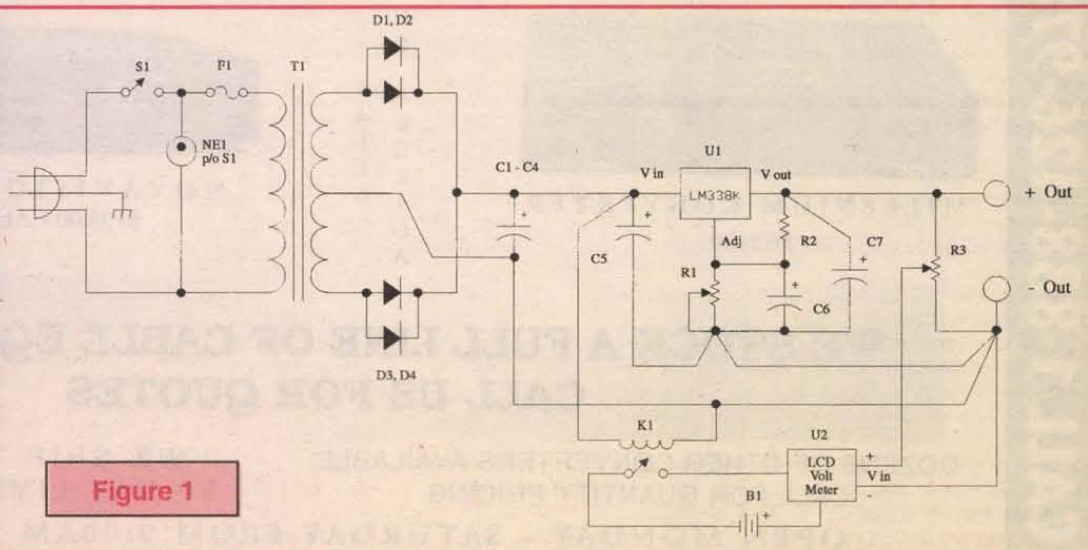 D1, D2
S1
F1
T1
NE1
p/o S1
C1 - C4
V in
U1
LM338k
V out
+ Out
Adj
R2
C7
R3
C5
R1
C6
- Out
D3, D4
K1
U2
LCD
Volt
Meter
+
V in
-
B1
+
Figure 1